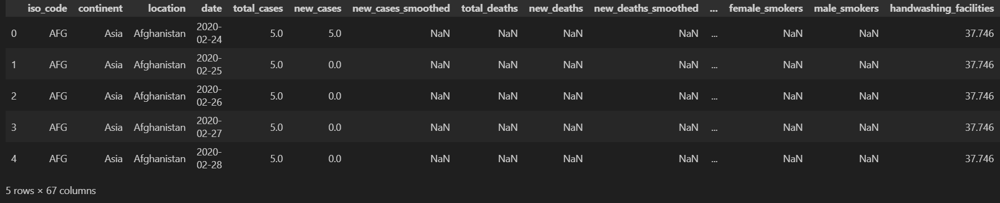 iso_code continent location date total_cases new_cases new_cases_smoothed total_deaths new_deaths new_deaths_smoothed ... female_smokers male_smokers handwashing_facilities
0 AFG Asia Afghanistan 2020-02-24 5.0 5.0 NaN NaN NaN NaN ... NaN NaN 37.746
1 AFG Asia Afghanistan 2020-02-25 5.0 0.0 NaN NaN NaN NaN ... NaN NaN 37.746
2 AFG Asia Afghanistan 2020-02-26 5.0 0.0 NaN NaN NaN NaN ... NaN NaN 37.746
3 AFG Asia Afghanistan 2020-02-27 5.0 0.0 NaN NaN NaN NaN ... NaN NaN 37.746
4 AFG Asia Afghanistan 2020-02-28 5.0 0.0 NaN NaN NaN NaN ... NaN NaN 37.746
5 rows × 67 columns